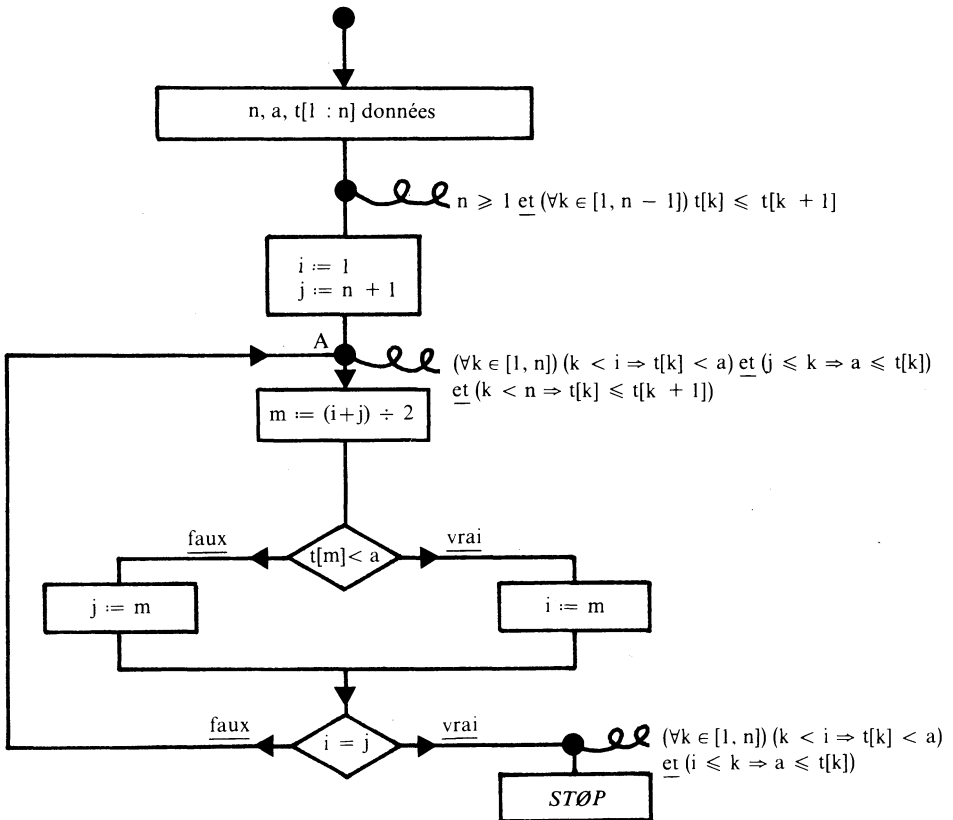 n, a, t[1 : n] données
n ⩾ 1 et (∀k ∈ [1, n − 1]) t[k] ⩽ t[k + 1]
i := 1
j := n + 1
A
(∀k ∈ [1, n]) (k < i ⇒ t[k] < a) et (j ⩽ k ⇒ a ⩽ t[k])
et (k < n ⇒ t[k] ⩽ t[k + 1])
m := (i+j) ÷ 2
faux
t[m]< a
vrai
j := m
i := m
faux
i = j
vrai
(∀k ∈ [1, n]) (k < i ⇒ t[k] < a)
et (i ⩽ k ⇒ a ⩽ t[k])
STØP